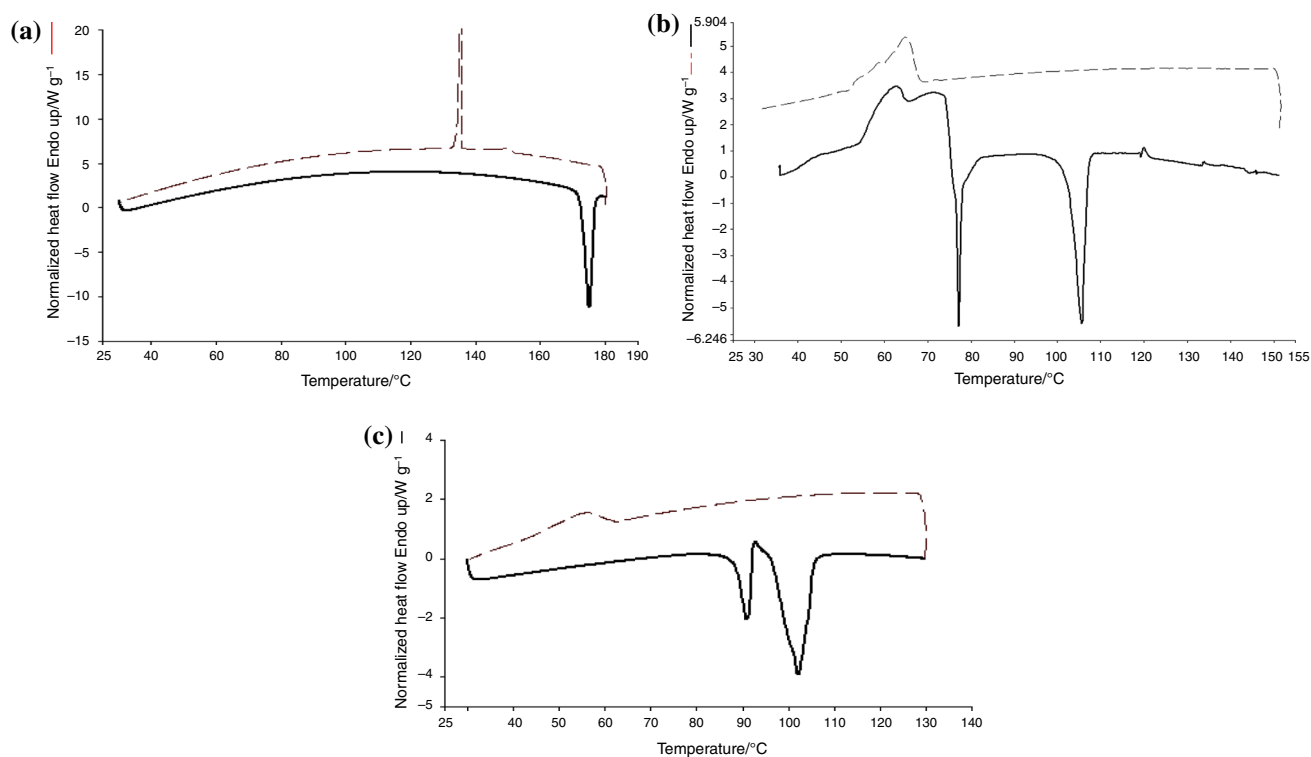 (a)
Normalized heat flow Endo up/W g⁻¹
20
15
10
5
0
−5
−10
−15
25 40 60 80 100 120 140 160 180 190
Temperature/°C
(b)
Normalized heat flow Endo up/W g⁻¹
5.904
5
4
3
2
1
0
−1
−2
−3
−4
−5
−6.246
25 30 40 50 60 70 80 90 100 110 120 130 140 150 155
Temperature/°C
(c)
Normalized heat flow Endo up/W g⁻¹
4
2
0
−2
−4
−5
25 30 40 50 60 70 80 90 100 110 120 130 140
Temperature/°C